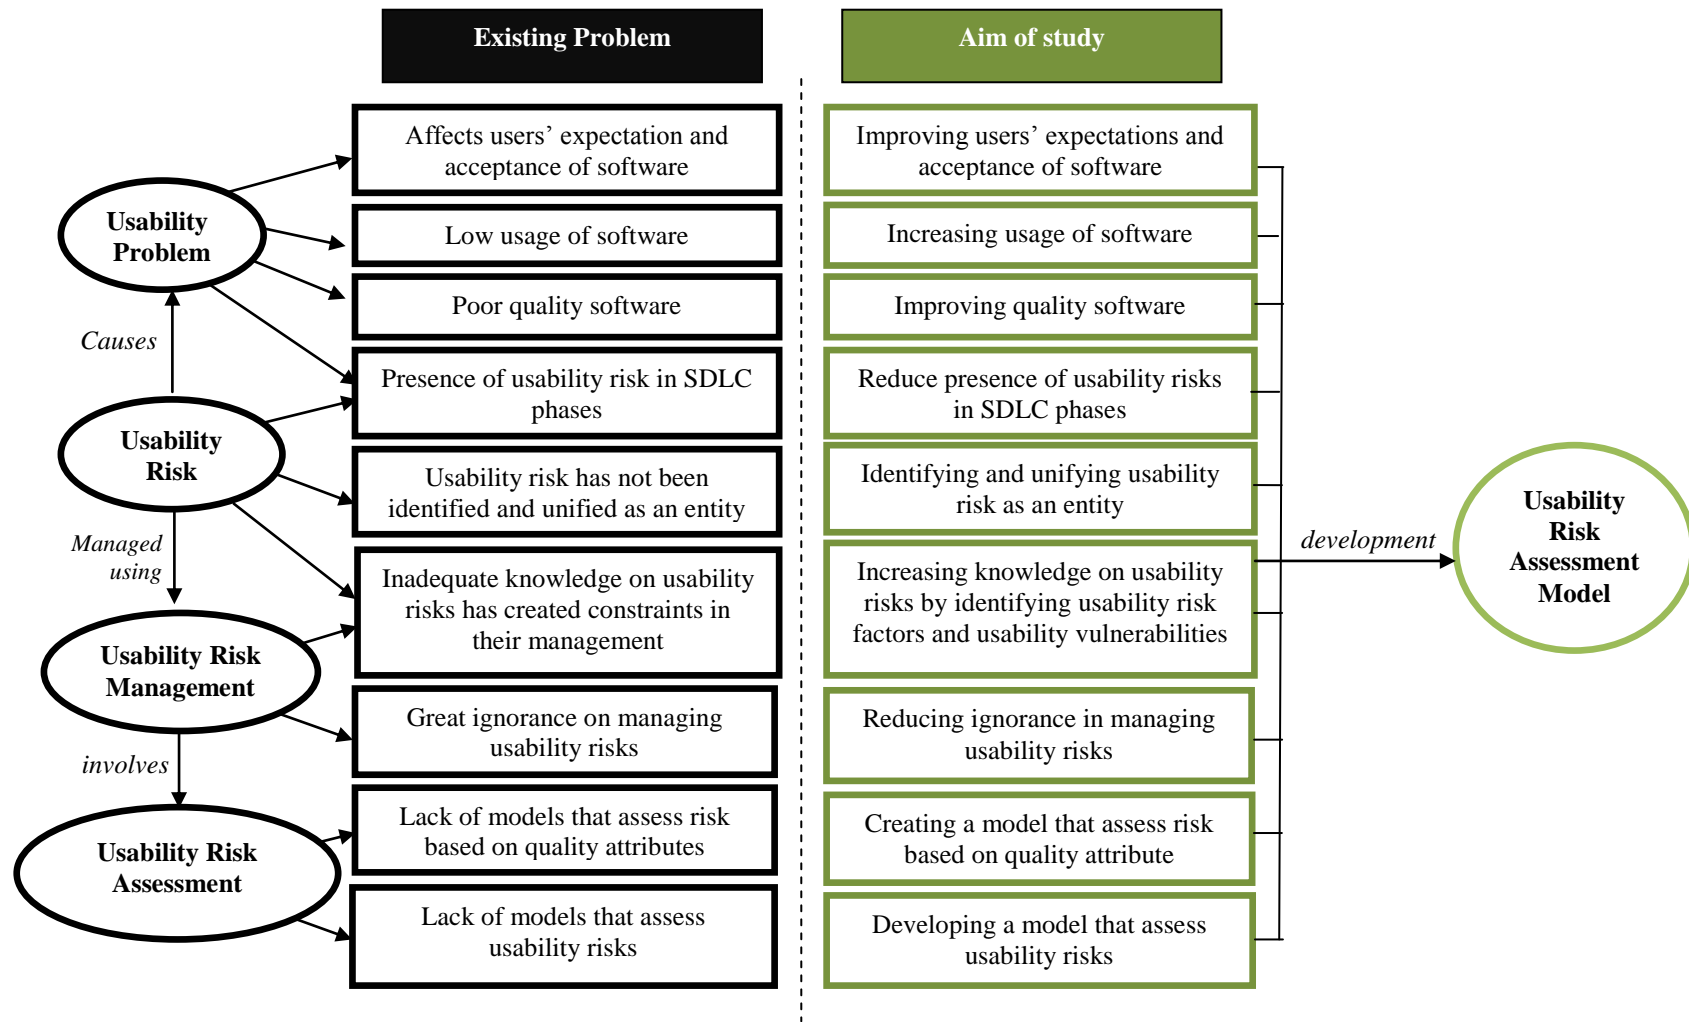 Existing Problem
Aim of study
Usability
Problem
Causes
Usability
Risk
Managed
using
Usability Risk
Management
involves
Usability Risk
Assessment
Affects users’ expectation and
acceptance of software
Low usage of software
Poor quality software
Presence of usability risk in SDLC
phases
Usability risk has not been
identified and unified as an entity
Inadequate knowledge on usability
risks has created constraints in
their management
Great ignorance on managing
usability risks
Lack of models that assess risk
based on quality attributes
Lack of models that assess
usability risks
Improving users’ expectations and
acceptance of software
Increasing usage of software
Improving quality software
Reduce presence of usability risks
in SDLC phases
Identifying and unifying usability
risk as an entity
Increasing knowledge on usability
risks by identifying usability risk
factors and usability vulnerabilities
Reducing ignorance in managing
usability risks
Creating a model that assess risk
based on quality attribute
Developing a model that assess
usability risks
development
Usability
Risk
Assessment
Model